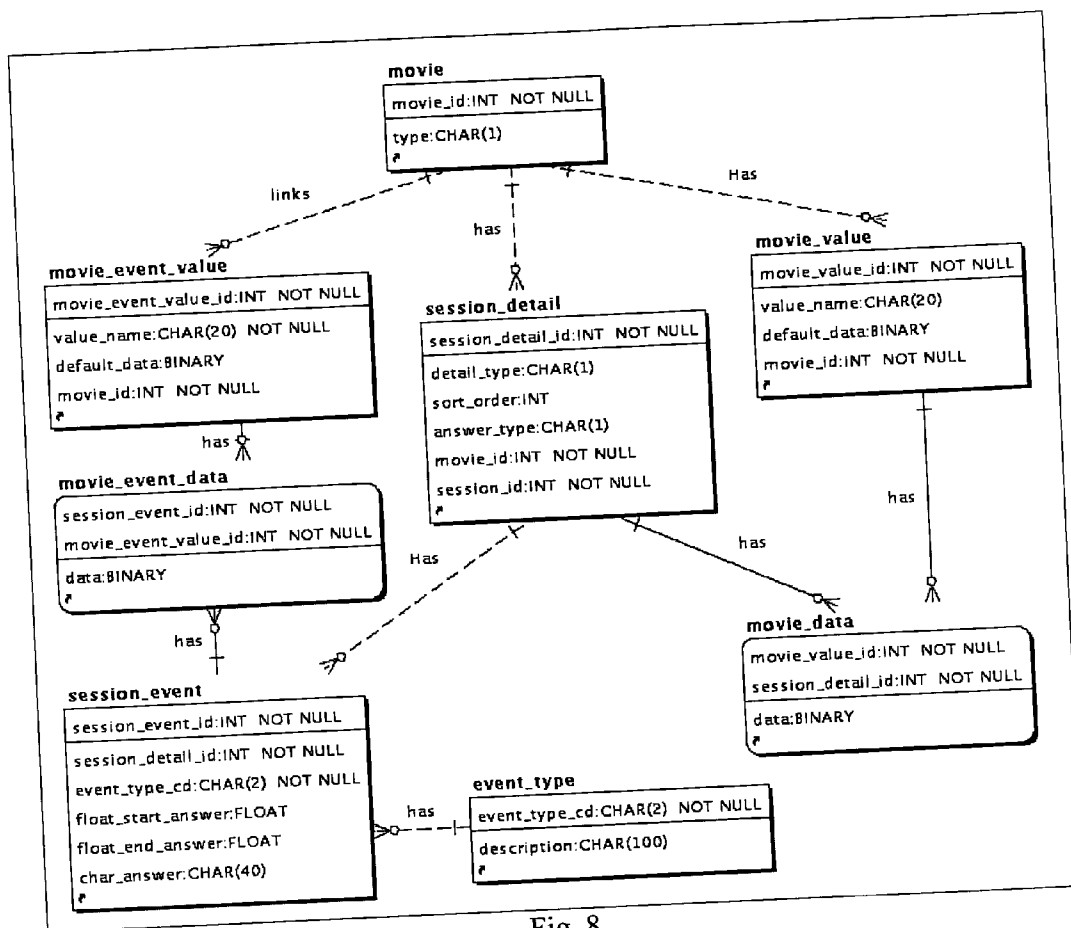 movie
movie_id:INT NOT NULL
type:CHAR(1)
links
has
Has
movie_event_value
movie_event_value_id:INT NOT NULL
value_name:CHAR(20) NOT NULL
default_data:BINARY
movie_id:INT NOT NULL
session_detail
session_detail_id:INT NOT NULL
detail_type:CHAR(1)
sort_order:INT
answer_type:CHAR(1)
movie_id:INT NOT NULL
session_id:INT NOT NULL
movie_value
movie_value_id:INT NOT NULL
value_name:CHAR(20)
default_data:BINARY
movie_id:INT NOT NULL
has
movie_event_data
session_event_id:INT NOT NULL
movie_event_value_id:INT NOT NULL
data:BINARY
Has
has
has
has
movie_data
movie_value_id:INT NOT NULL
session_detail_id:INT NOT NULL
data:BINARY
session_event
session_event_id:INT NOT NULL
session_detail_id:INT NOT NULL
event_type_cd:CHAR(2) NOT NULL
float_start_answer:FLOAT
float_end_answer:FLOAT
char_answer:CHAR(40)
has
event_type
event_type_cd:CHAR(2) NOT NULL
description:CHAR(100)
Fig. 8